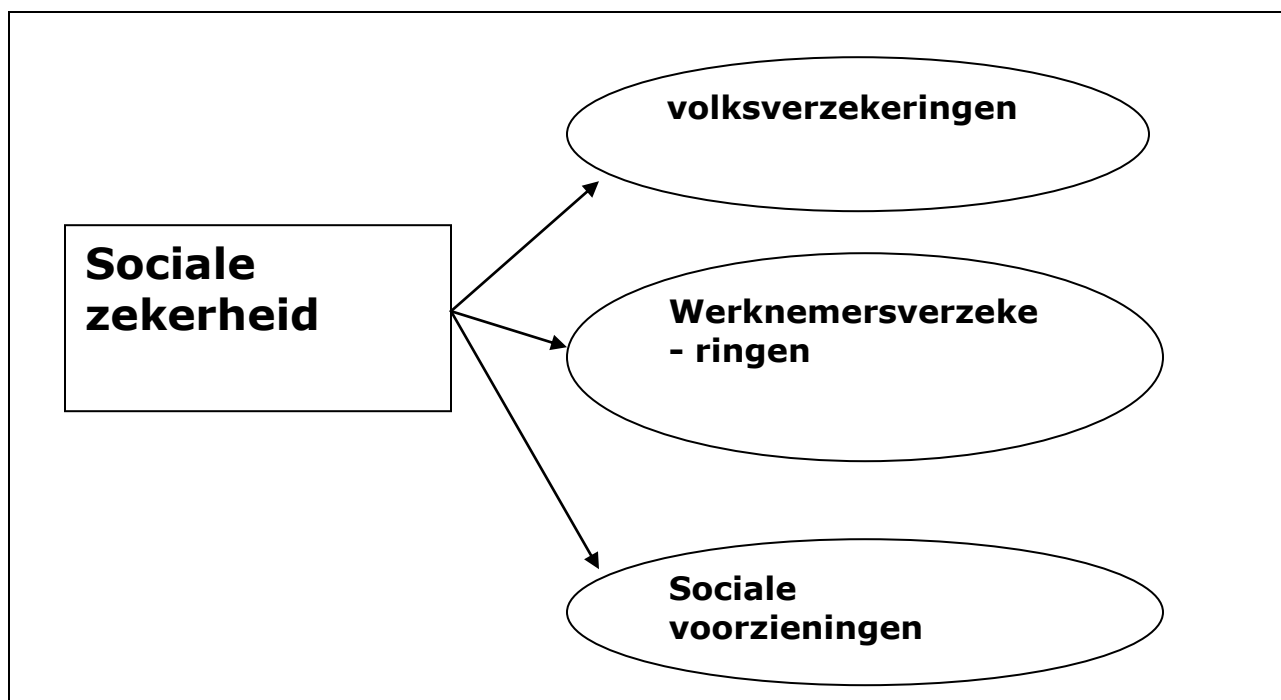 volksverzekeringen
Sociale
zekerheid
Werknemersverzeke
- ringen
Sociale
voorzieningen